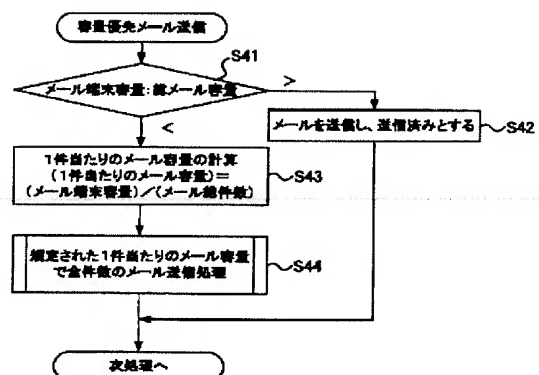 容量優先メール送信
S41
メール端末容量:総メール容量
>
<
メールを送信し、送信済みとする
S42
1件当たりのメール容量の計算
(1件当たりのメール容量)=
(メール端末容量)/(メール総件数)
S43
規定された1件当たりのメール容量
で全件数のメール送信処理
S44
次処理へ